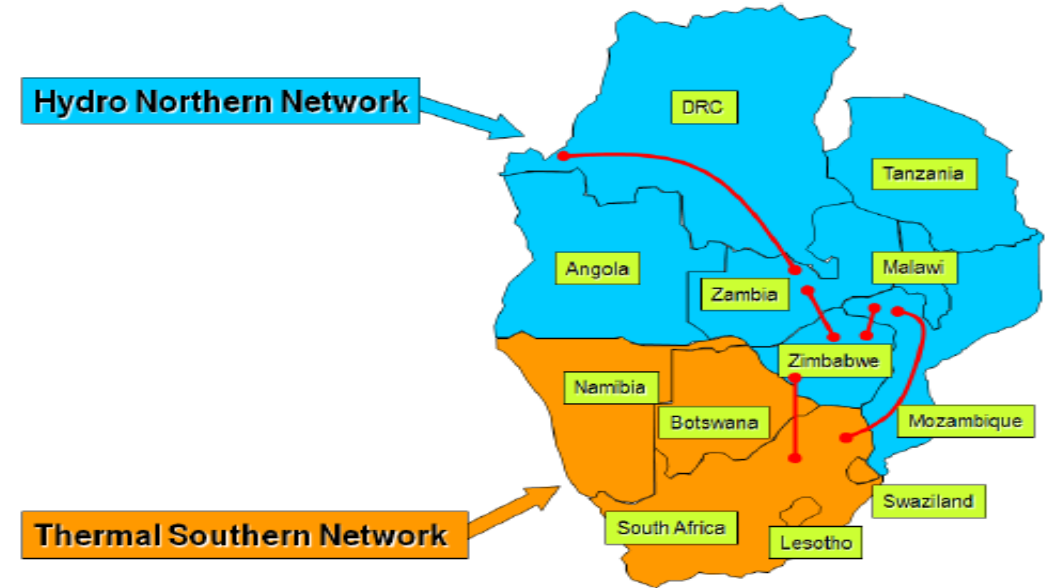 Hydro Northern Network
DRC
Tanzania
Angola
Malawi
Zambia
Zimbabwe
Namibia
Botswana
Mozambique
Swaziland
South Africa
Lesotho
Thermal Southern Network